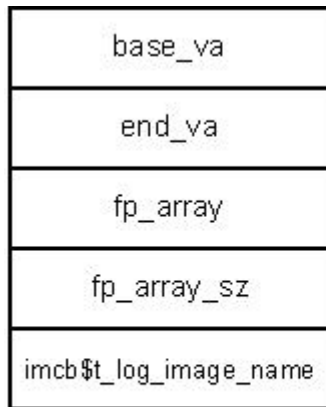 base_va
end_va
fp_array
fp_array_sz
imcb$t_log_image_name